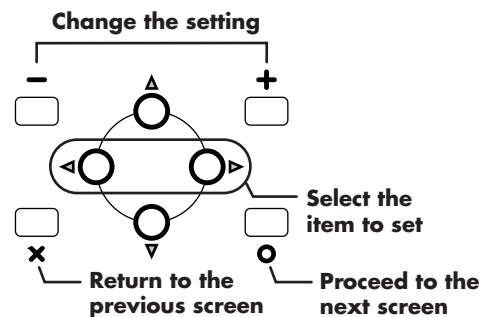 Change the setting
− +
Select the
item to set
× ○
Return to the
previous screen
Proceed to the
next screen